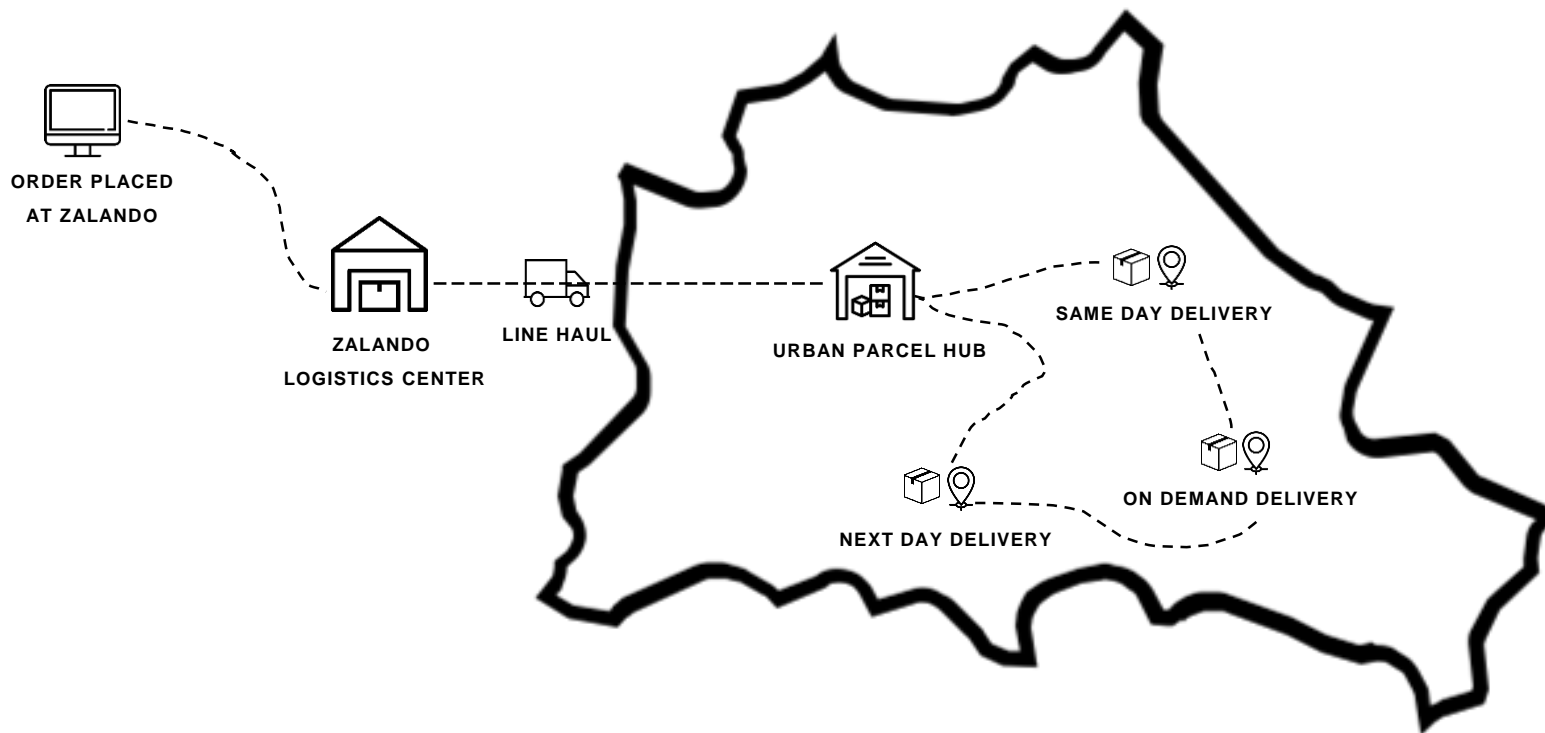 ORDER PLACED
AT ZALANDO
ZALANDO
LOGISTICS CENTER
LINE HAUL
URBAN PARCEL HUB
SAME DAY DELIVERY
ON DEMAND DELIVERY
NEXT DAY DELIVERY